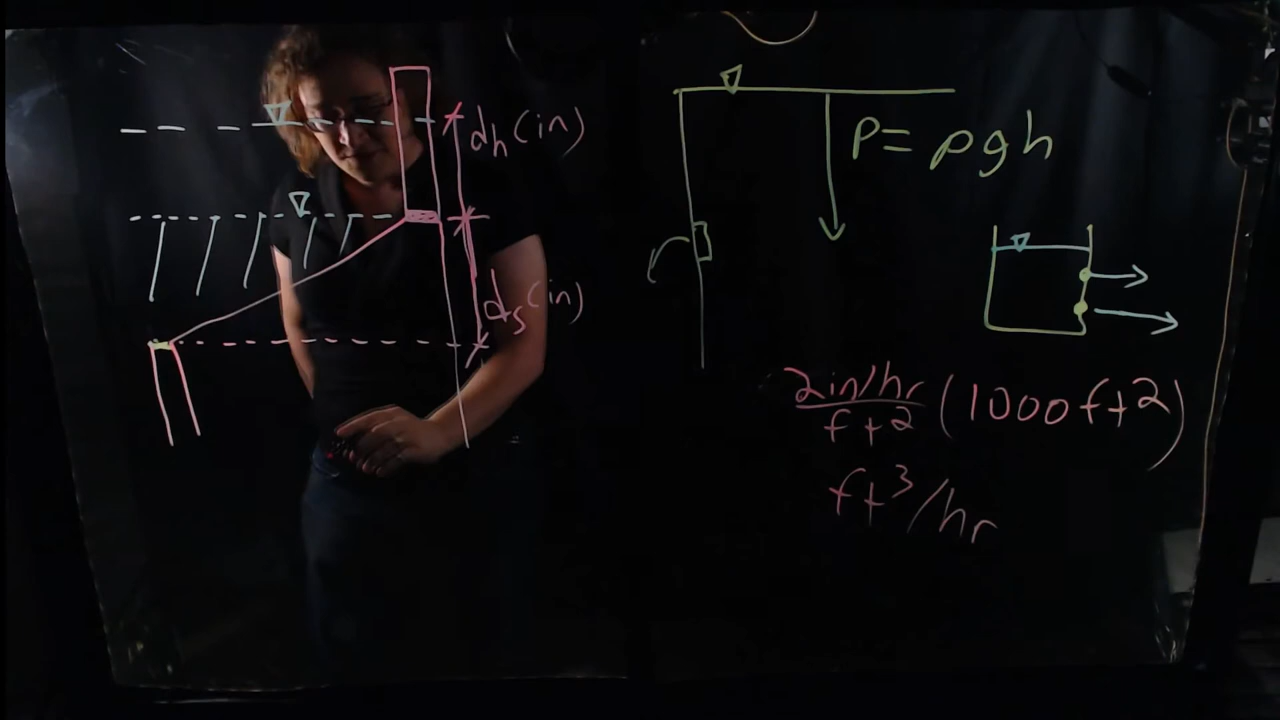 dh (in)
ds (in)
P = ρgh
2in/hr
ft2
(1000ft2)
ft³/hr